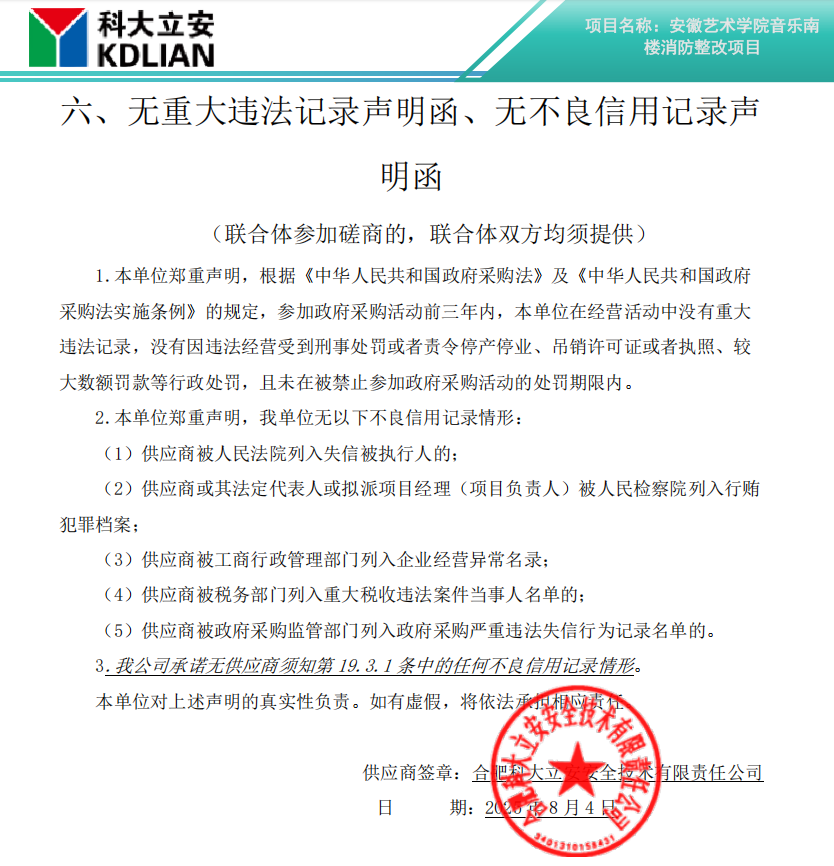 科大立安
KDLIAN
项目名称：安徽艺术学院音乐南
楼消防整改项目
六、无重大违法记录声明函、无不良信用记录声
明函
（联合体参加磋商的，联合体双方均须提供）
1.本单位郑重声明，根据《中华人民共和国政府采购法》及《中华人民共和国政府
采购法实施条例》的规定，参加政府采购活动前三年内，本单位在经营活动中没有重大
违法记录，没有因违法经营受到刑事处罚或者责令停产停业、吊销许可证或者执照、较
大数额罚款等行政处罚，且未在被禁止参加政府采购活动的处罚期限内。
2.本单位郑重声明，我单位无以下不良信用记录情形：
（1）供应商被人民法院列入失信被执行人的；
（2）供应商或其法定代表人或拟派项目经理（项目负责人）被人民检察院列入行贿
犯罪档案；
（3）供应商被工商行政管理部门列入企业经营异常名录；
（4）供应商被税务部门列入重大税收违法案件当事人名单的；
（5）供应商被政府采购监管部门列入政府采购严重违法失信行为记录名单的。
3.我公司承诺无供应商须知第 19.3.1 条中的任何不良信用记录情形。
本单位对上述声明的真实性负责。如有虚假，将依法承担相应责任
供应商签章：合肥科大立安安全技术有限责任公司
日 期：202 年 8 月 4 日
合肥科大立安安全技术有限责任公司
3401310158431